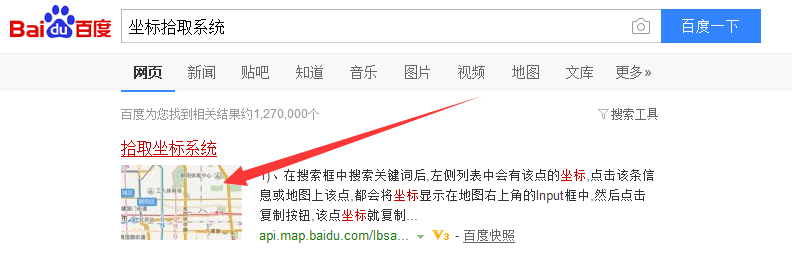 Bai du 百度 坐标拾取系统 百度一下
网页 新闻 贴吧 知道 音乐 图片 视频 地图 文库 更多»
百度为您找到相关结果约1,270,000个 搜索工具
拾取坐标系统
1)、在搜索框中搜索关键词后,左侧列表中会有该点的坐标,点击该条信
息或地图上该点,都会将坐标显示在地图右上角的Input框中,然后点击
复制按钮,该点坐标就复制...
api.map.baidu.com/lbsa... V3 - 百度快照